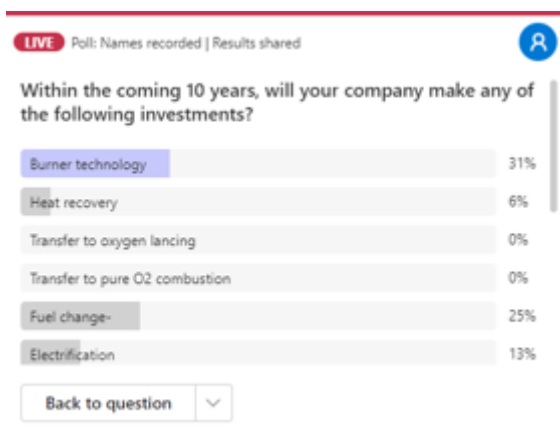 LIVE Poll: Names recorded | Results shared
Within the coming 10 years, will your company make any of
the following investments?
Burner technology 31%
Heat recovery 6%
Transfer to oxygen lancing 0%
Transfer to pure O2 combustion 0%
Fuel change- 25%
Electrification 13%
Back to question